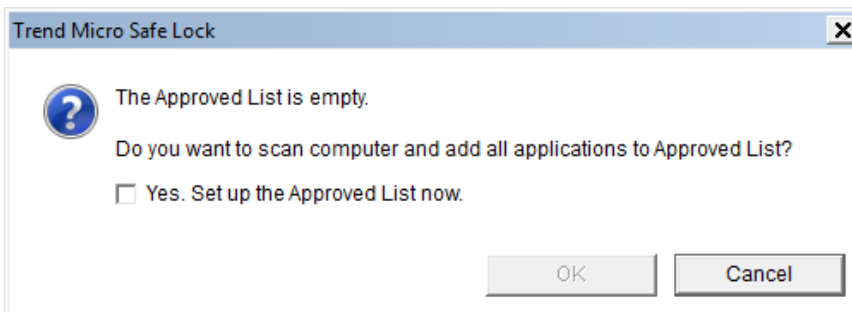 Trend Micro Safe Lock
The Approved List is empty.
Do you want to scan computer and add all applications to Approved List?
Yes. Set up the Approved List now.
OK
Cancel